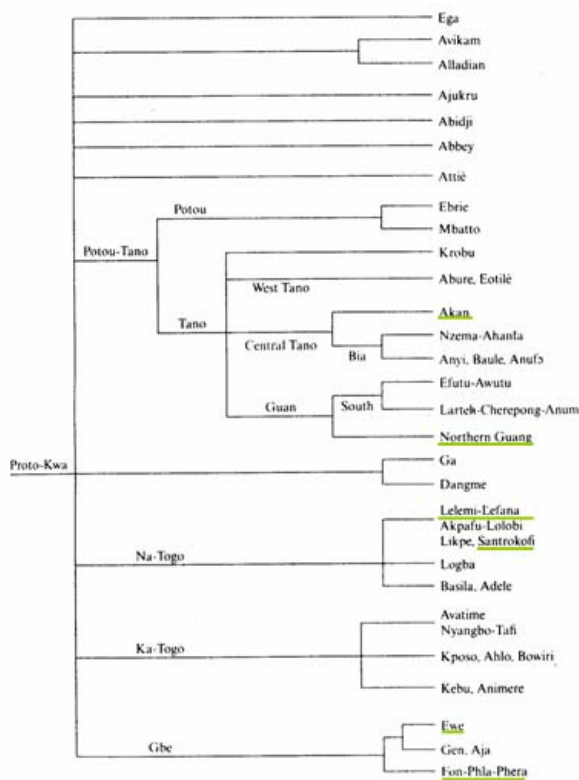 Ega
Avikam
Alladian
Ajukru
Abidji
Abbey
Attié
Potou
Ebrie
Mbatto
Potou-Tano
Krobu
West Tano
Abure, Eotilé
Tano
Akan
Central Tano
Nzema-Ahanta
Bia
Anyi, Baule, Anufɔ
Efutu-Awutu
Guan
South
Larteh-Cherepong-Anum
Northern Guang
Proto-Kwa
Ga
Dangme
Lelemi-Lefana
Akpafu-Lolobi
Likpe, Santrokofi
Na-Togo
Logba
Basila, Adele
Avatime
Nyangbo-Tafi
Ka-Togo
Kposo, Ahlo, Bowiri
Kebu, Animere
Ewe
Gbe
Gen, Aja
Fon-Phla-Phera